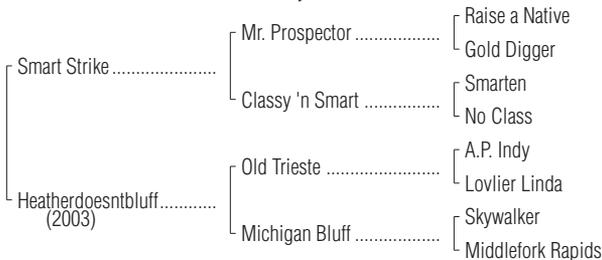 Raise a Native
Mr. Prospector ..................
Gold Digger
Smart Strike ......................
Smarten
Classy 'n Smart ................
No Class
A.P. Indy
Old Trieste ........................
Lovlier Linda
Heatherdoesntbluff............
(2003)
Skywalker
Michigan Bluff ..................
Middlefork Rapids